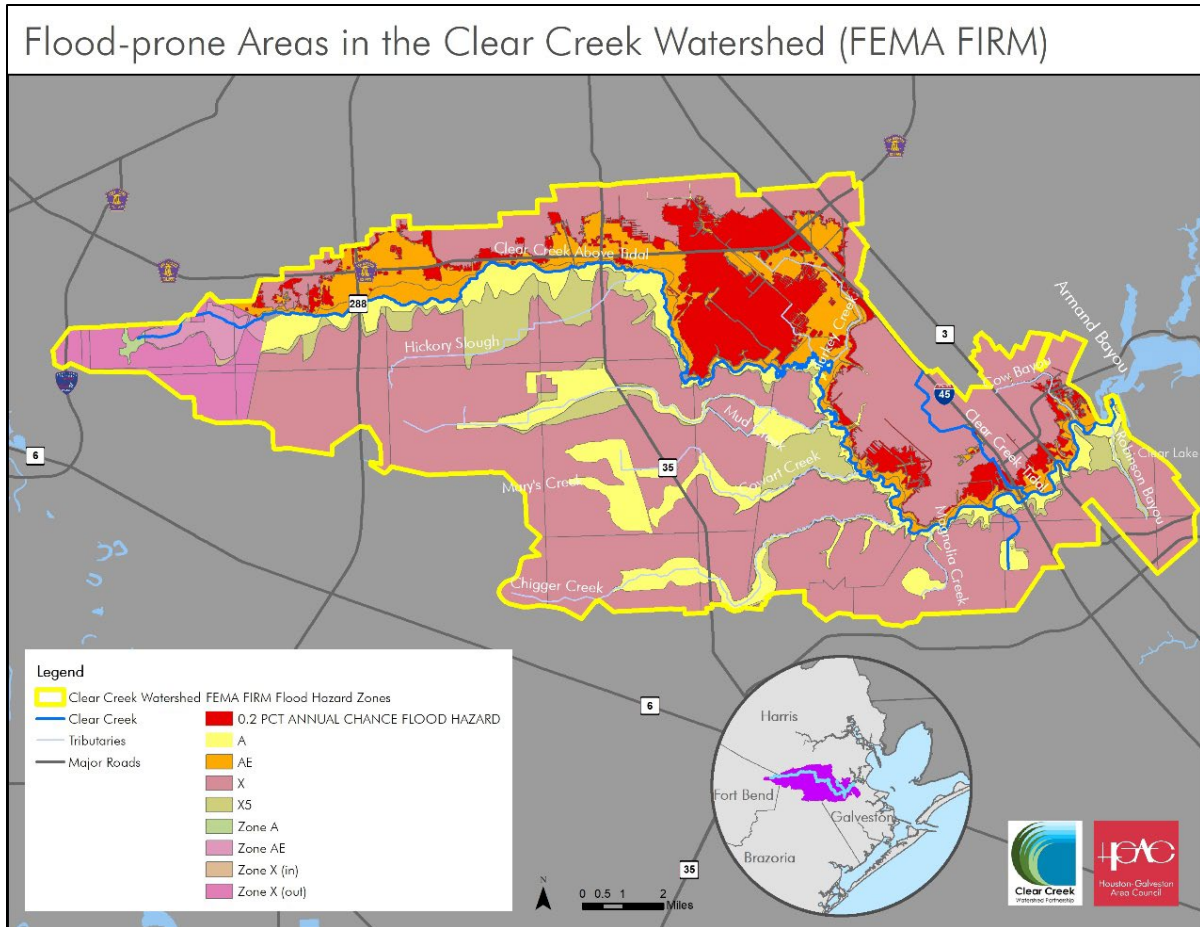 Flood-prone Areas in the Clear Creek Watershed (FEMA FIRM)
Clear Creek Above Tidal
288
Hickory Slough
Turkey Creek
3
Armand Bayou
Cow Bayou
45
Clear Creek Tidal
Clear Lake
Robinson Bayou
6
35
Mud
Mary's Creek
Cowart Creek
Magnolia Creek
Chigger Creek
Legend
Clear Creek Watershed
Clear Creek
Tributaries
Major Roads
FEMA FIRM Flood Hazard Zones
0.2 PCT ANNUAL CHANCE FLOOD HAZARD
A
AE
X
X5
Zone A
Zone AE
Zone X (in)
Zone X (out)
6
35
Harris
Fort Bend
Galveston
Brazoria
N
0 0.5 1 2
Miles
Clear Creek
Watershed Partnership
HGAC
Houston-Galveston
Area Council